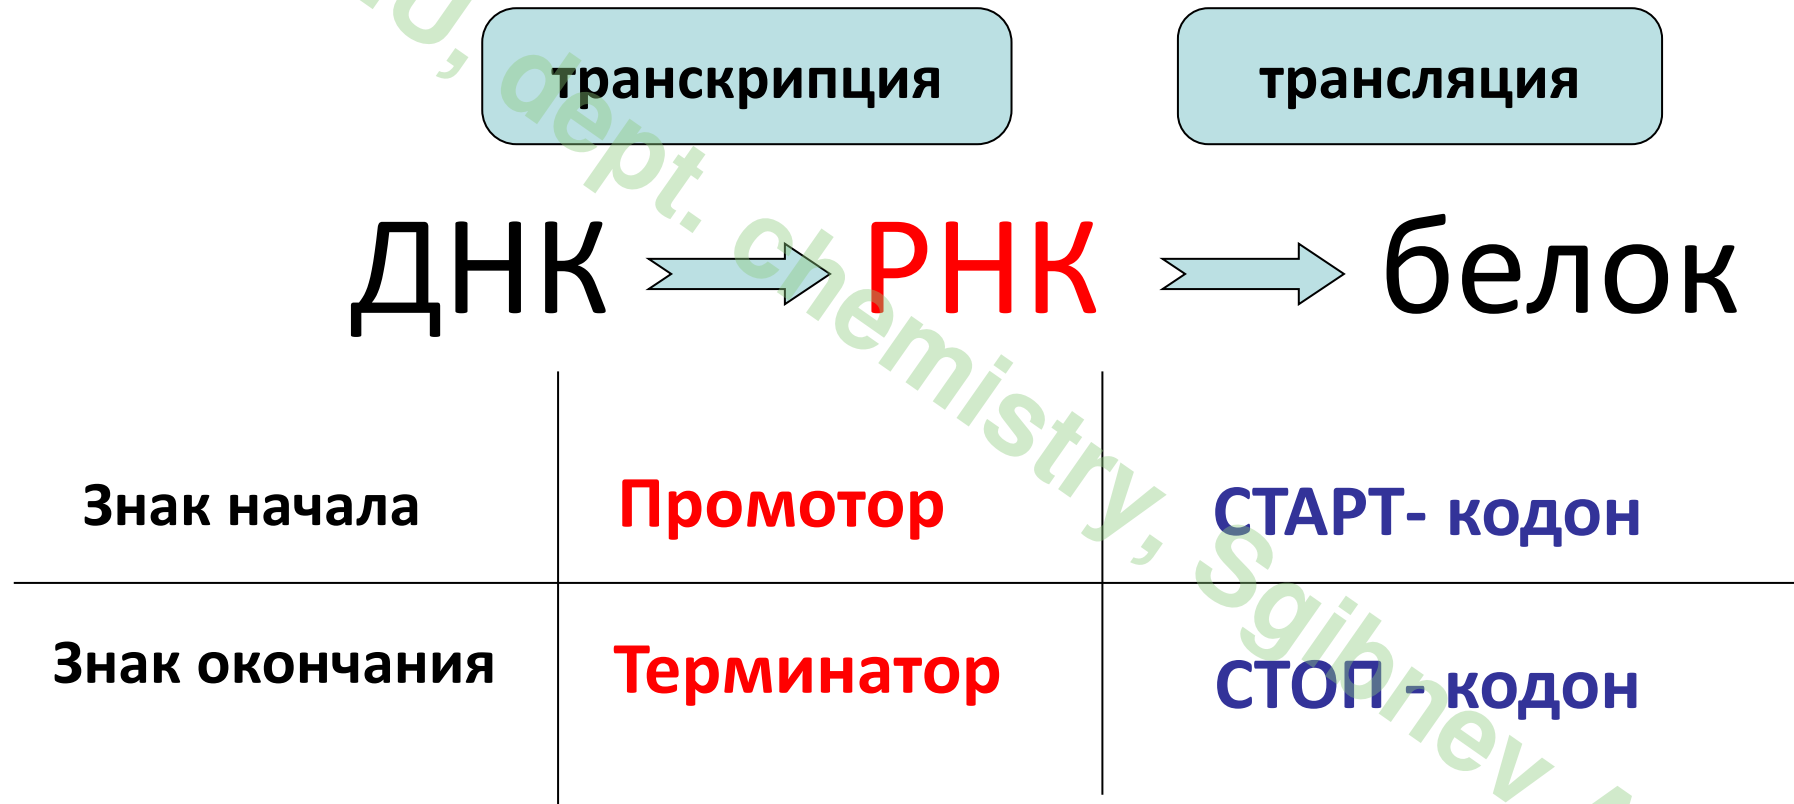 транскрипция трансляция
ДНК РНК белок
Знак начала Промотор СТАРТ- кодон
Знак окончания Терминатор СТОП - кодон
dept. chemistry, Sgibnev